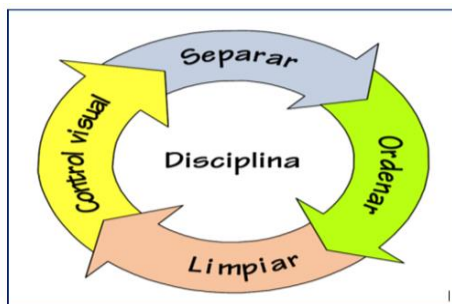 Separar
Ordenar
Limpiar
Control visual
Disciplina